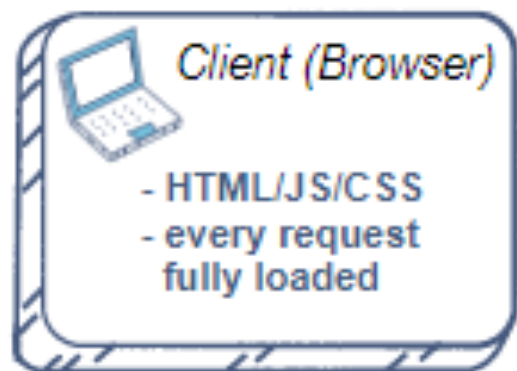 Client (Browser)
- HTML/JS/CSS
- every request
fully loaded